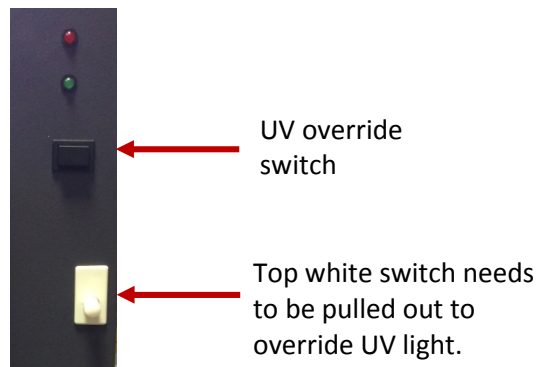 UV override
switch
Top white switch needs
to be pulled out to
override UV light.